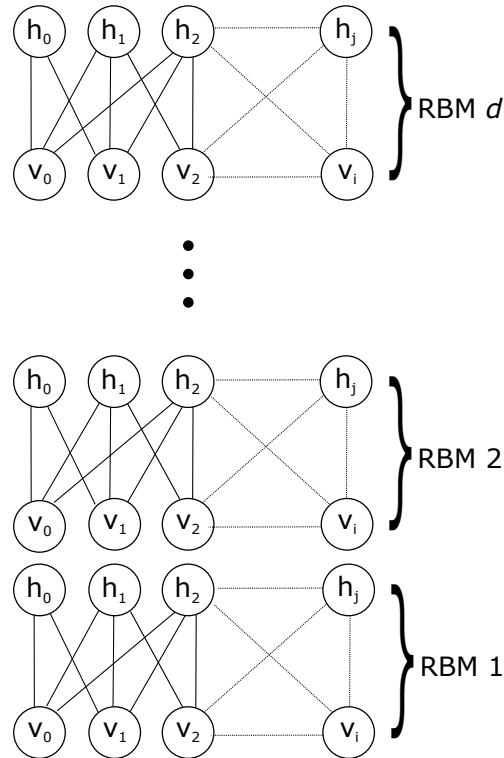 h₀ h₁ h₂ hⱼ
RBM d
v₀ v₁ v₂ vᵢ
h₀ h₁ h₂ hⱼ
RBM 2
v₀ v₁ v₂ vᵢ
h₀ h₁ h₂ hⱼ
RBM 1
v₀ v₁ v₂ vᵢ